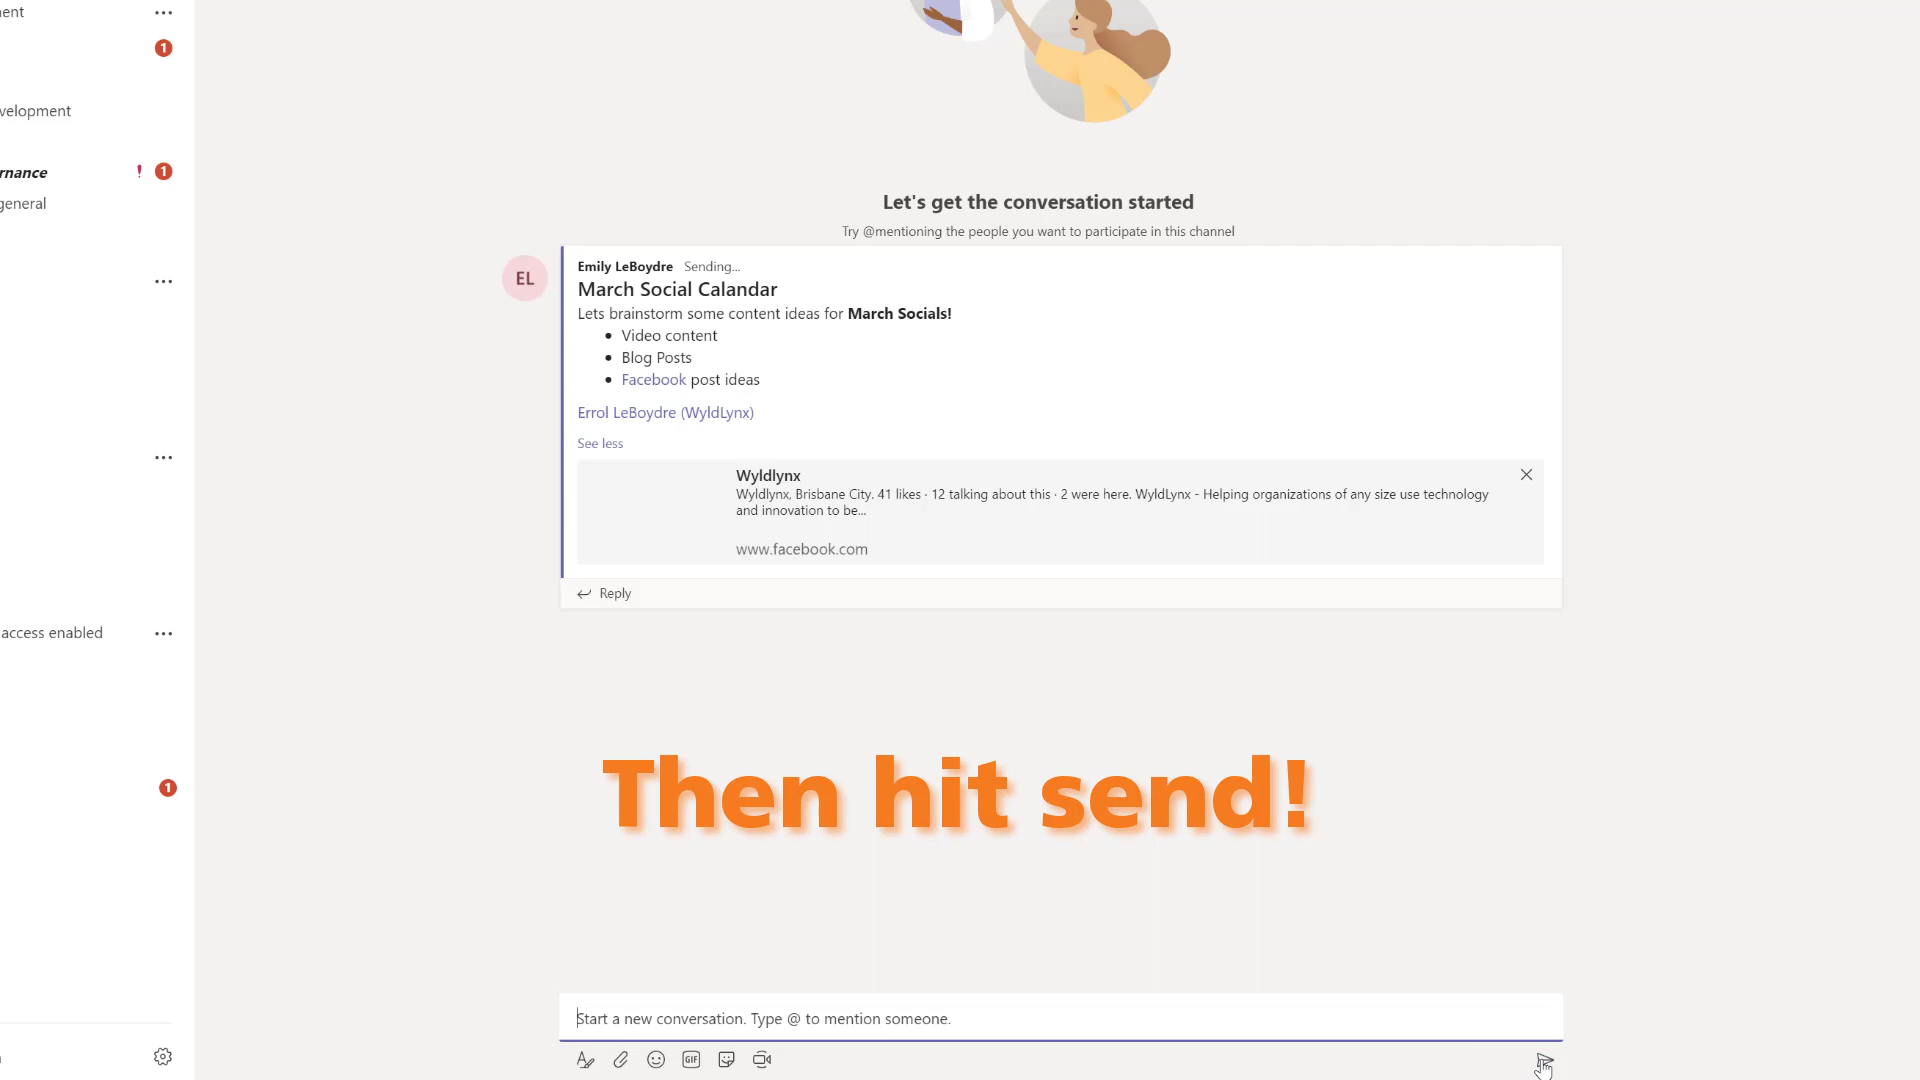 ent
1
velopment
rnance ! 1
general
access enabled
1
Let's get the conversation started
Try @mentioning the people you want to participate in this channel
EL
Emily LeBoydre Sending...
March Social Calandar
Lets brainstorm some content ideas for March Socials!
• Video content
• Blog Posts
• Facebook post ideas
Errol LeBoydre (WyldLynx)
See less
Wyldlynx
Wyldlynx, Brisbane City. 41 likes · 12 talking about this · 2 were here. WyldLynx - Helping organizations of any size use technology
and innovation to be...
www.facebook.com
Reply
Then hit send!
Start a new conversation. Type @ to mention someone.
GIF